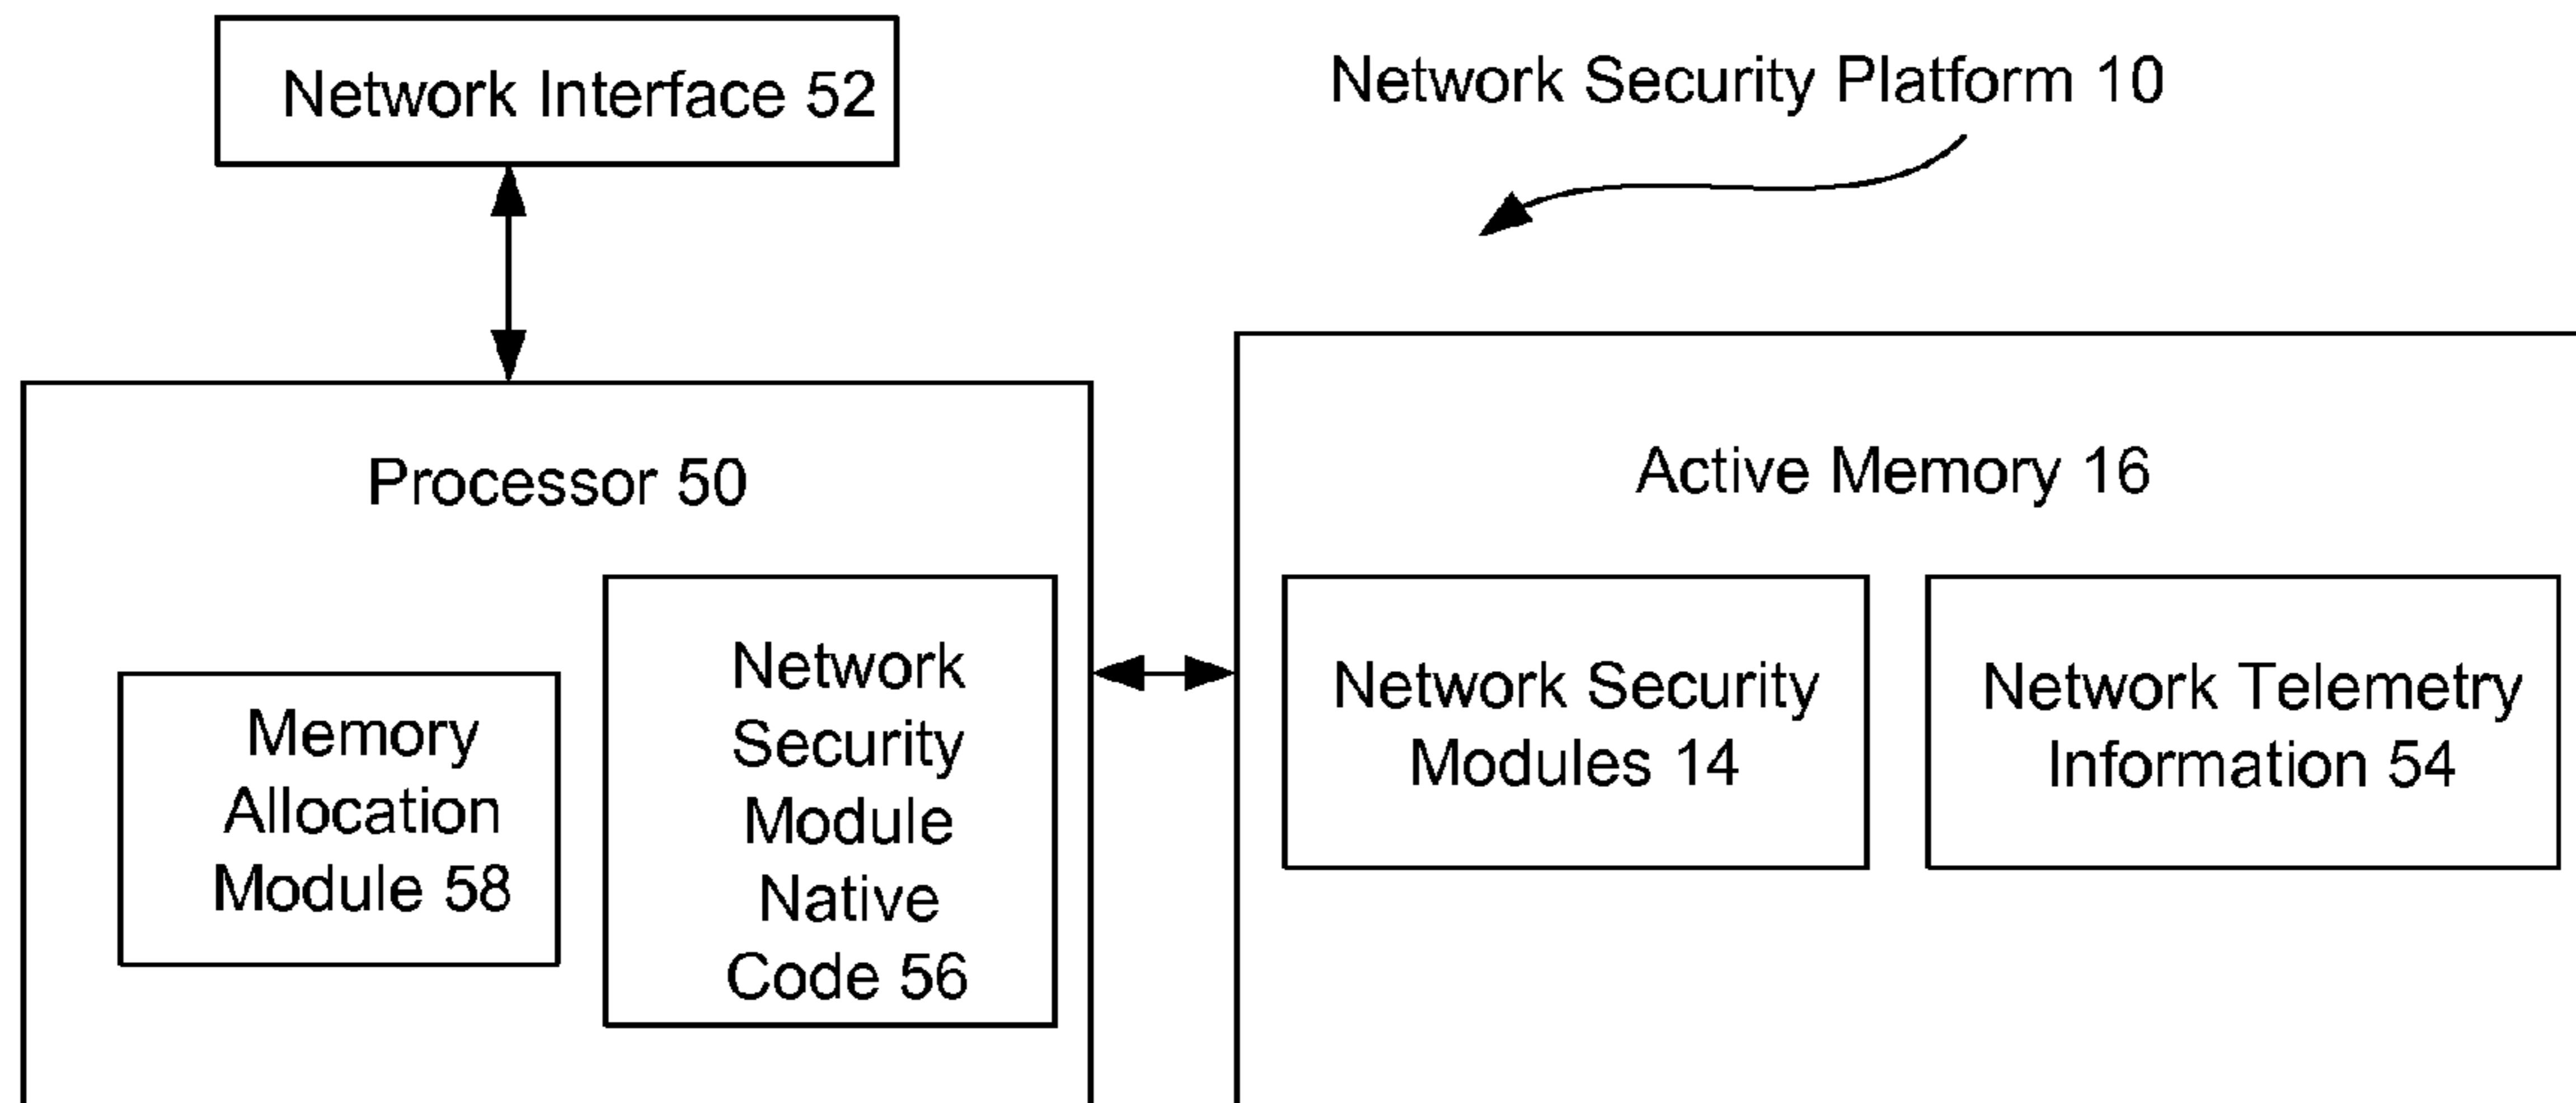 Network Interface 52
Network Security Platform 10
Processor 50
Memory
Allocation
Module 58
Network
Security
Module
Native
Code 56
Active Memory 16
Network Security
Modules 14
Network Telemetry
Information 54